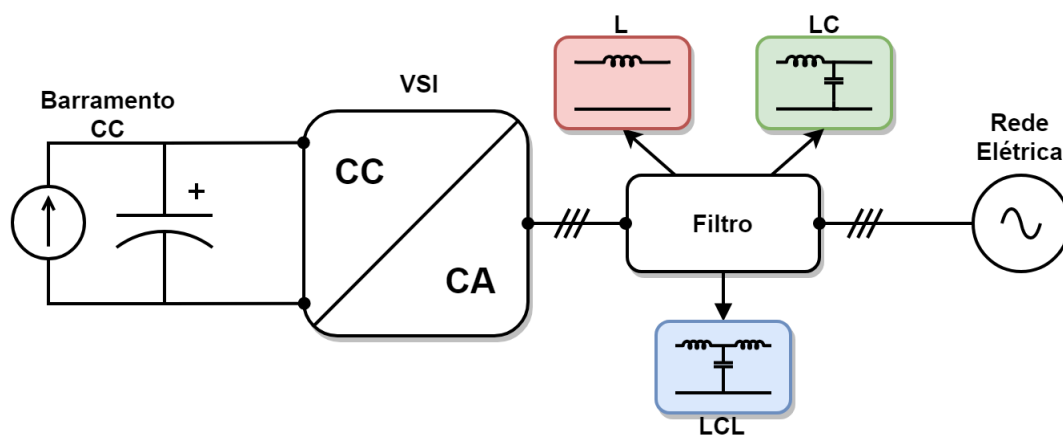 Barramento
CC
VSI
CC
CA
L
LC
Filtro
LCL
Rede
Elétrica